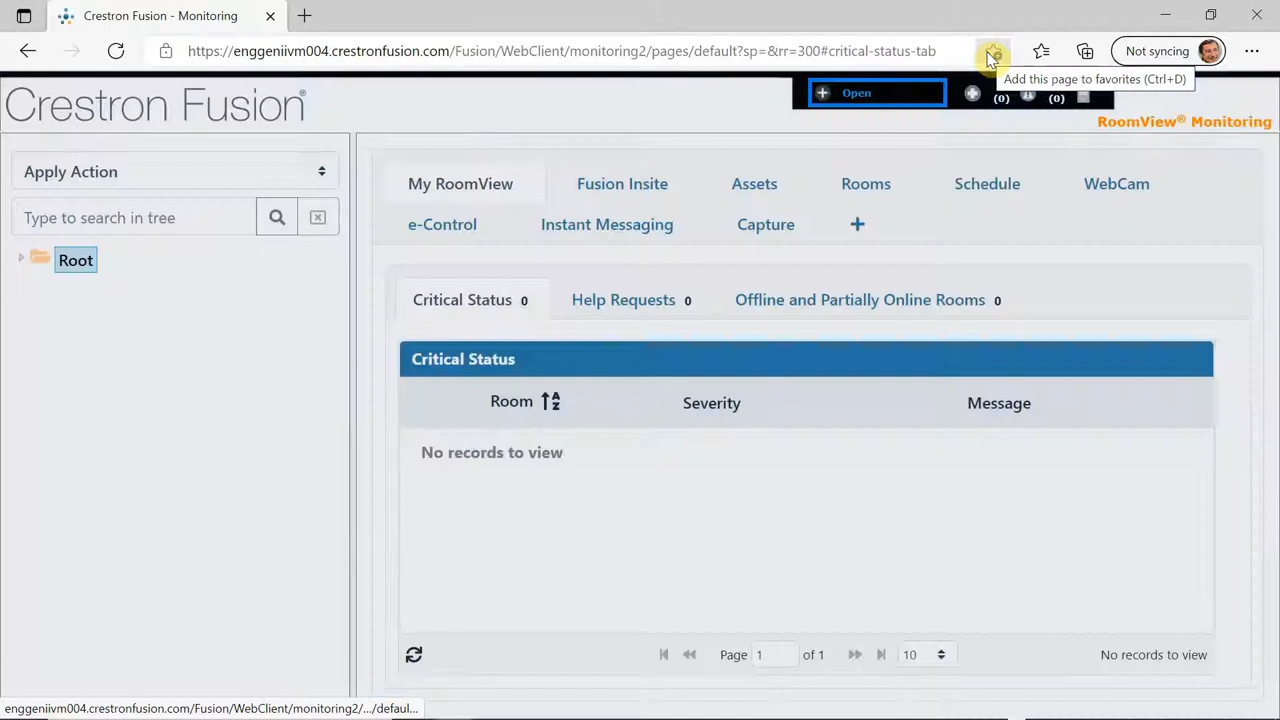 Crestron Fusion - Monitoring
https://enggeniivm004.crestronfusion.com/Fusion/WebClient/monitoring2/pages/default?sp=&rr=300#critical-status-tab
Not syncing
Add this page to favorites (Ctrl+D)
Crestron Fusion®
Open
(0)
(0)
RoomView® Monitoring
Apply Action
Type to search in tree
Root
My RoomView
Fusion Insite
Assets
Rooms
Schedule
WebCam
e-Control
Instant Messaging
Capture
Critical Status 0
Help Requests 0
Offline and Partially Online Rooms 0
Critical Status
Room
Severity
Message
No records to view
Page 1 of 1
10
No records to view
enggeniivm004.crestronfusion.com/Fusion/WebClient/monitoring2/.../defaul...